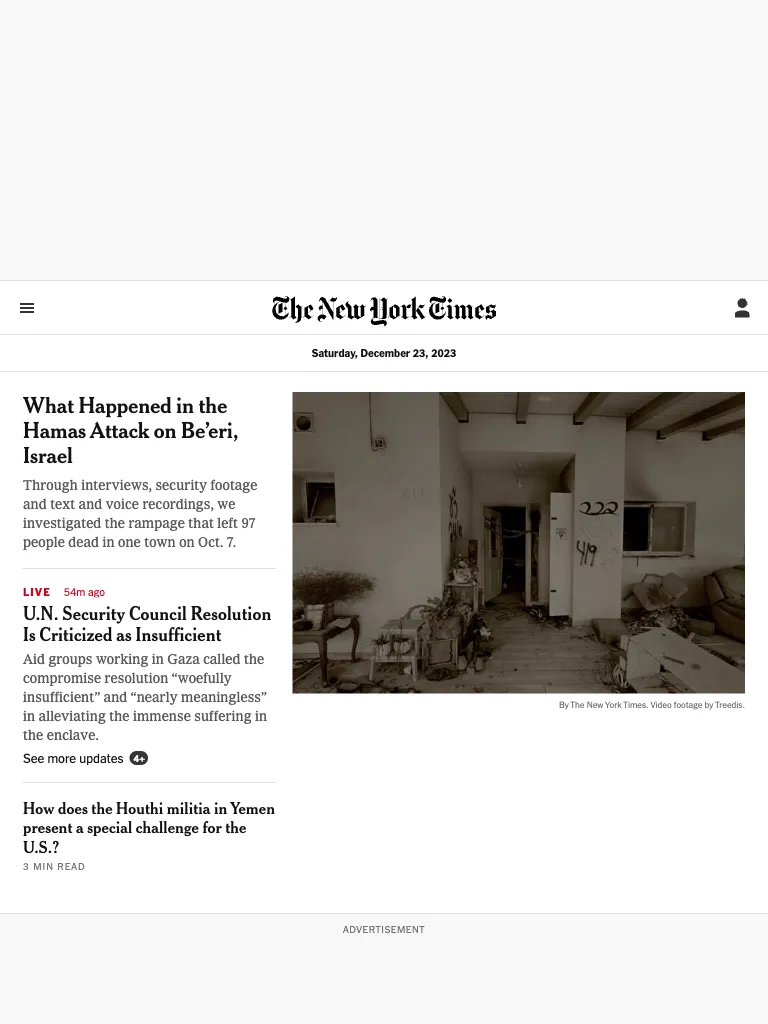 The New York Times
Saturday, December 23, 2023
What Happened in the
Hamas Attack on Be’eri,
Israel
Through interviews, security footage
and text and voice recordings, we
investigated the rampage that left 97
people dead in one town on Oct. 7.
LIVE 54m ago
U.N. Security Council Resolution
Is Criticized as Insufficient
Aid groups working in Gaza called the
compromise resolution “woefully
insufficient” and “nearly meaningless”
in alleviating the immense suffering in
the enclave.
See more updates 4+
How does the Houthi militia in Yemen
present a special challenge for the
U.S.?
3 MIN READ
By The New York Times. Video footage by Treedis.
ADVERTISEMENT